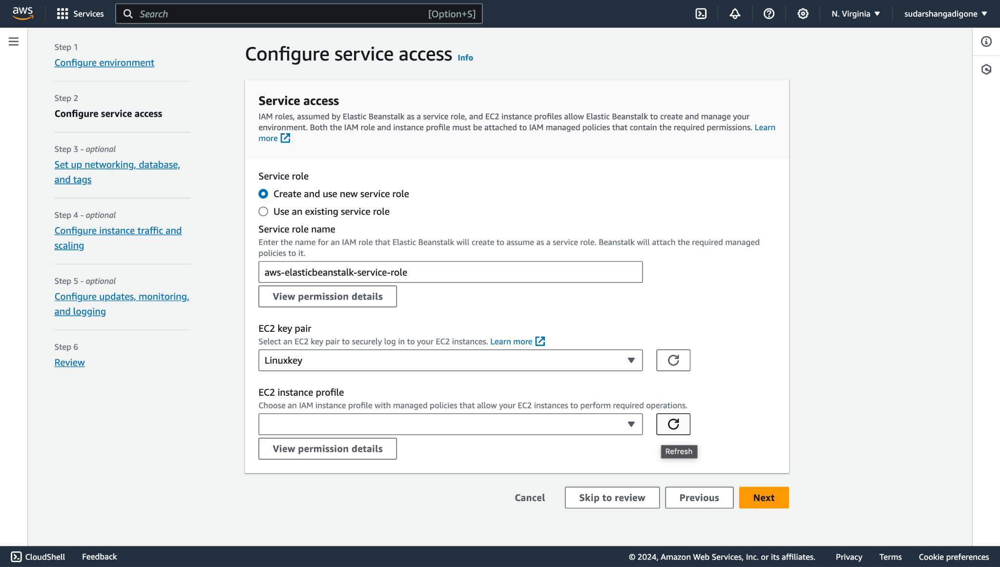 aws
Services
Search
[Option+S]
N. Virginia
sudarshangadigone
Step 1
Configure environment
Step 2
Configure service access
Step 3 - optional
Set up networking, database,
and tags
Step 4 - optional
Configure instance traffic and
scaling
Step 5 - optional
Configure updates, monitoring,
and logging
Step 6
Review
Configure service access Info
Service access
IAM roles, assumed by Elastic Beanstalk as a service role, and EC2 instance profiles allow Elastic Beanstalk to create and manage your
environment. Both the IAM role and instance profile must be attached to IAM managed policies that contain the required permissions. Learn
more
Service role
Create and use new service role
Use an existing service role
Service role name
Enter the name for an IAM role that Elastic Beanstalk will create to assume as a service role. Beanstalk will attach the required managed
policies to it.
aws-elasticbeanstalk-service-role
View permission details
EC2 key pair
Select an EC2 key pair to securely log in to your EC2 instances. Learn more
Linuxkey
EC2 instance profile
Choose an IAM instance profile with managed policies that allow your EC2 instances to perform required operations.
View permission details
Refresh
Cancel
Skip to review
Previous
Next
CloudShell
Feedback
© 2024, Amazon Web Services, Inc. or its affiliates.
Privacy
Terms
Cookie preferences